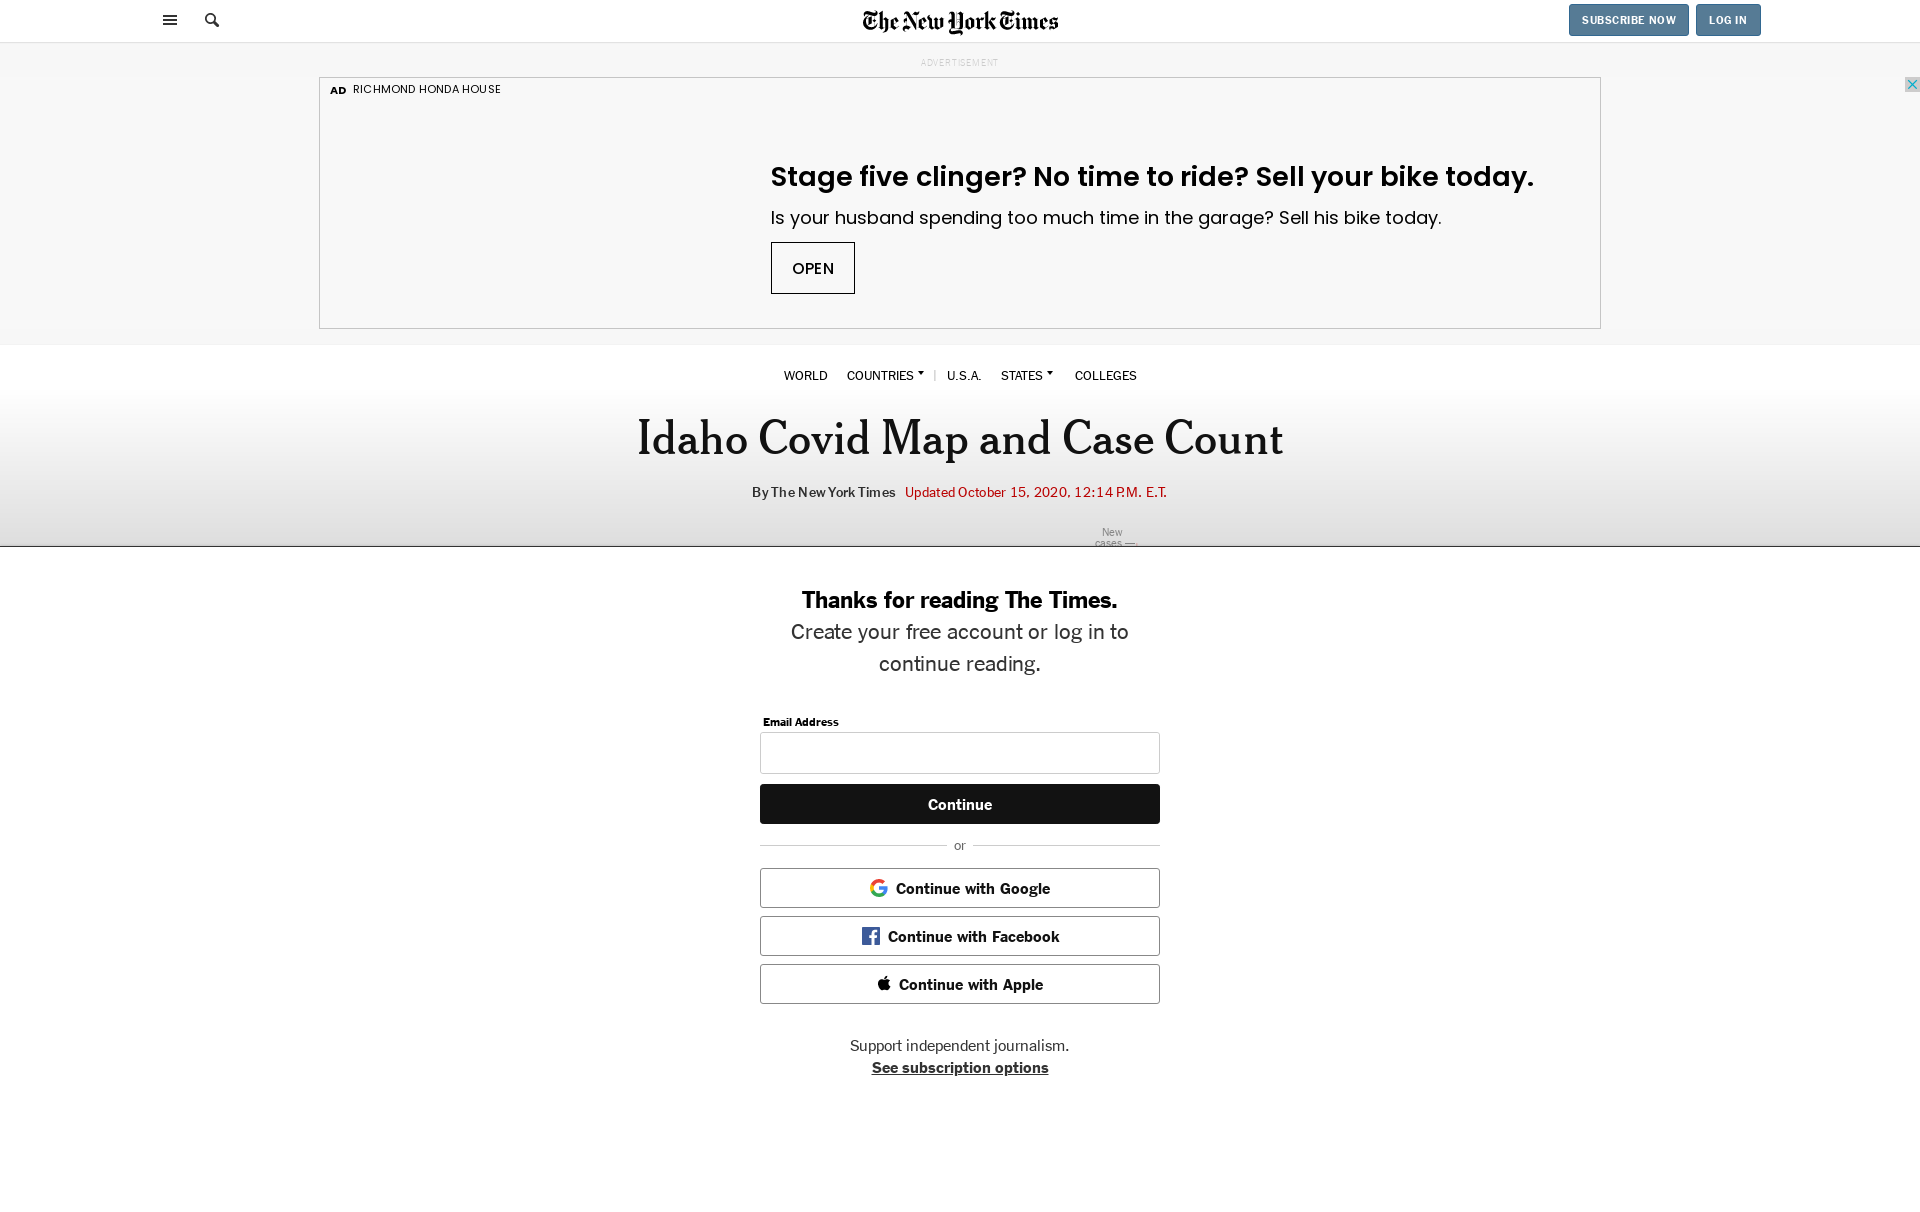 The New York Times
SUBSCRIBE NOW
LOG IN
ADVERTISEMENT
AD RICHMOND HONDA HOUSE
Stage five clinger? No time to ride? Sell your bike today.
Is your husband spending too much time in the garage? Sell his bike today.
OPEN
WORLD COUNTRIES | U.S.A. STATES COLLEGES
Idaho Covid Map and Case Count
By The New York Times Updated October 15, 2020, 12:14 P.M. E.T.
New
cases —
Thanks for reading The Times.
Create your free account or log in to
continue reading.
Email Address
Continue
or
Continue with Google
Continue with Facebook
Continue with Apple
Support independent journalism.
See subscription options